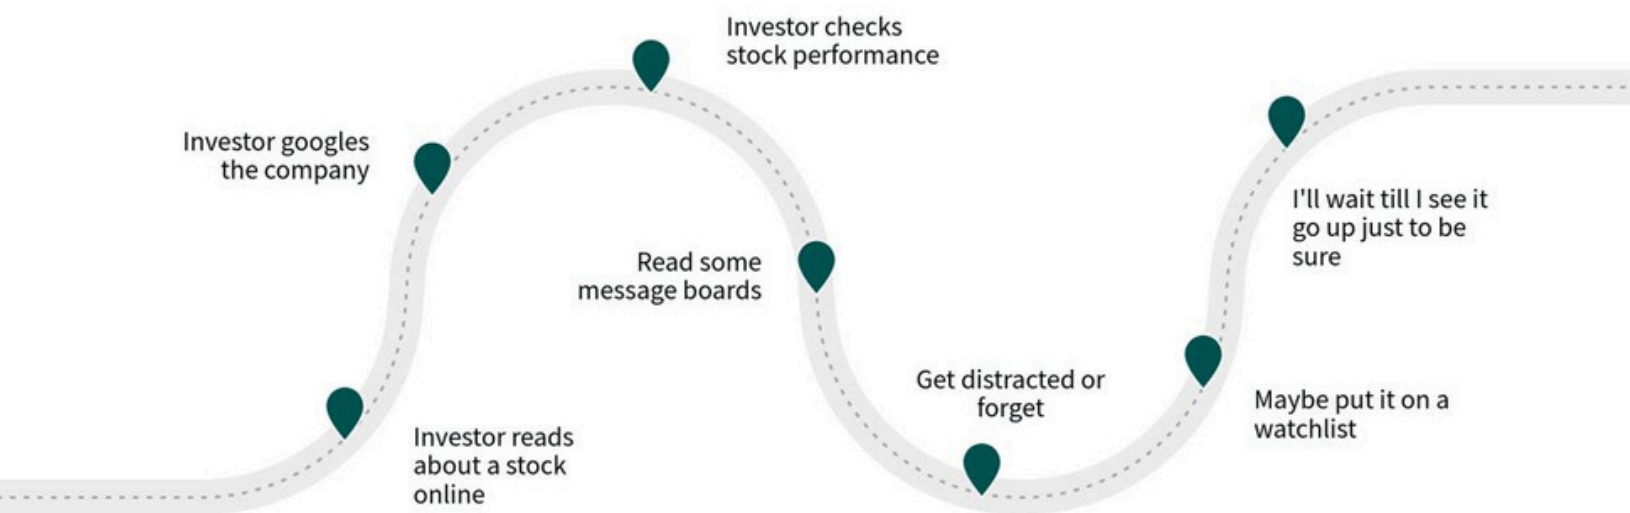 Investor reads
about a stock
online
Investor googles
the company
Investor checks
stock performance
Read some
message boards
Get distracted or
forget
Maybe put it on a
watchlist
I'll wait till I see it
go up just to be
sure